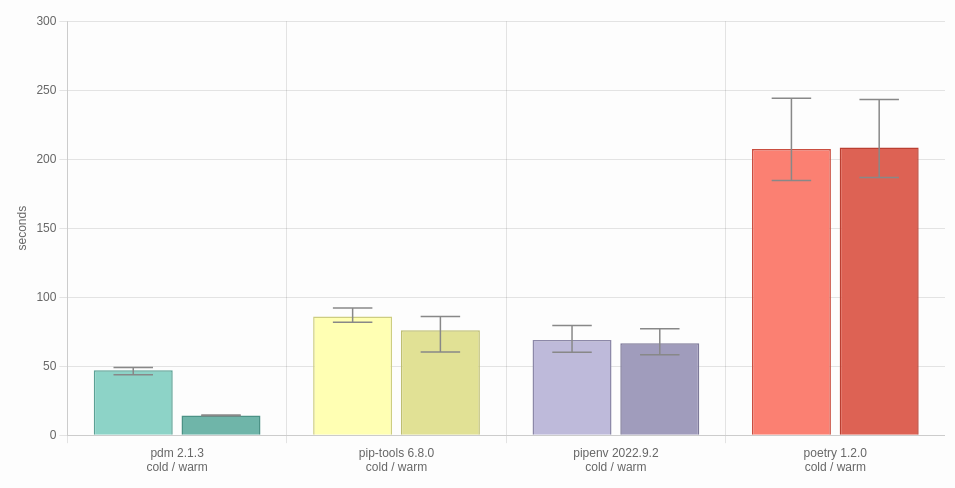 300
250
200
150
100
50
0
seconds
pdm 2.1.3
cold / warm
pip-tools 6.8.0
cold / warm
pipenv 2022.9.2
cold / warm
poetry 1.2.0
cold / warm